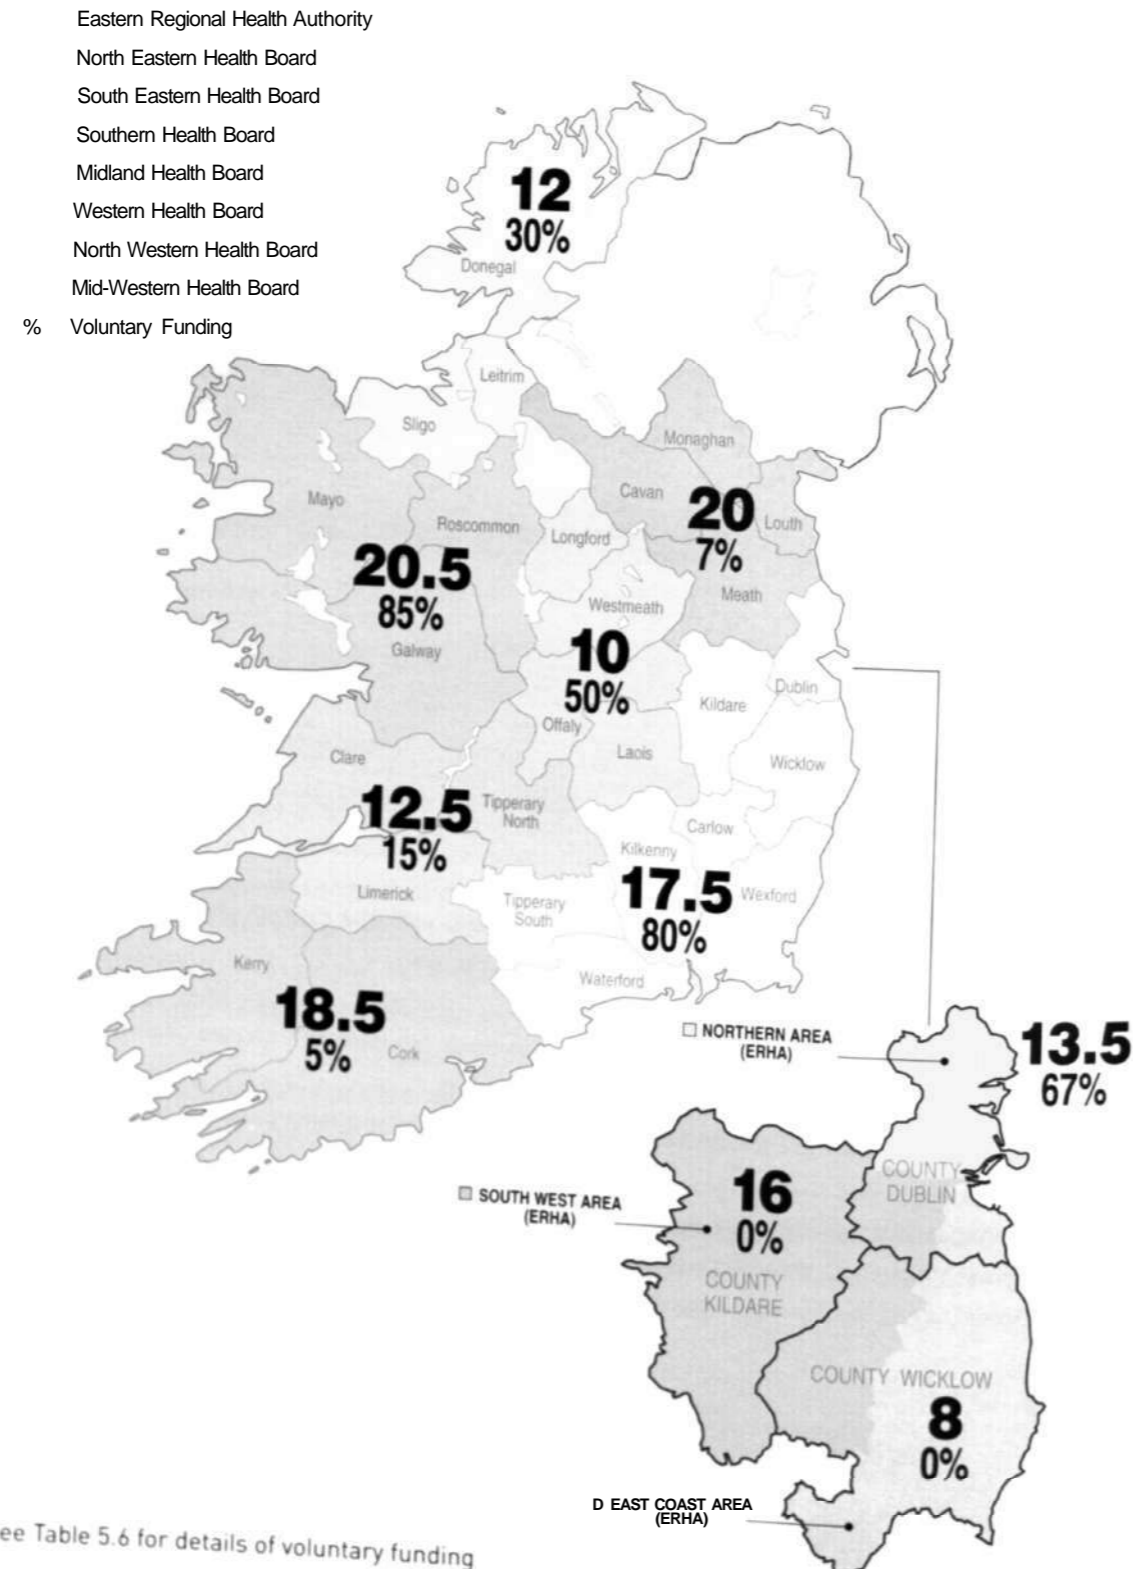 Eastern Regional Health Authority
North Eastern Health Board
South Eastern Health Board
Southern Health Board
Midland Health Board
Western Health Board
North Western Health Board
Mid-Western Health Board
% Voluntary Funding
12
30%
Donegal
Leitrim
Sligo
Monaghan
Cavan
20
7%
Louth
Mayo
Roscommon
Longford
20.5
85%
Meath
Westmeath
Galway
10
50%
Dublin
Kildare
Offaly
Clare
Laois
Wicklow
12.5
15%
Tipperary
North
Carlow
Kilkenny
17.5
80%
Limerick
Tipperary
South
Wexford
Kerry
Waterford
18.5
5%
Cork
NORTHERN AREA
(ERHA)
13.5
67%
COUNTY
DUBLIN
16
0%
SOUTH WEST AREA
(ERHA)
COUNTY
KILDARE
COUNTY WICKLOW
8
0%
D EAST COAST AREA
(ERHA)
ee Table 5.6 for details of voluntary funding